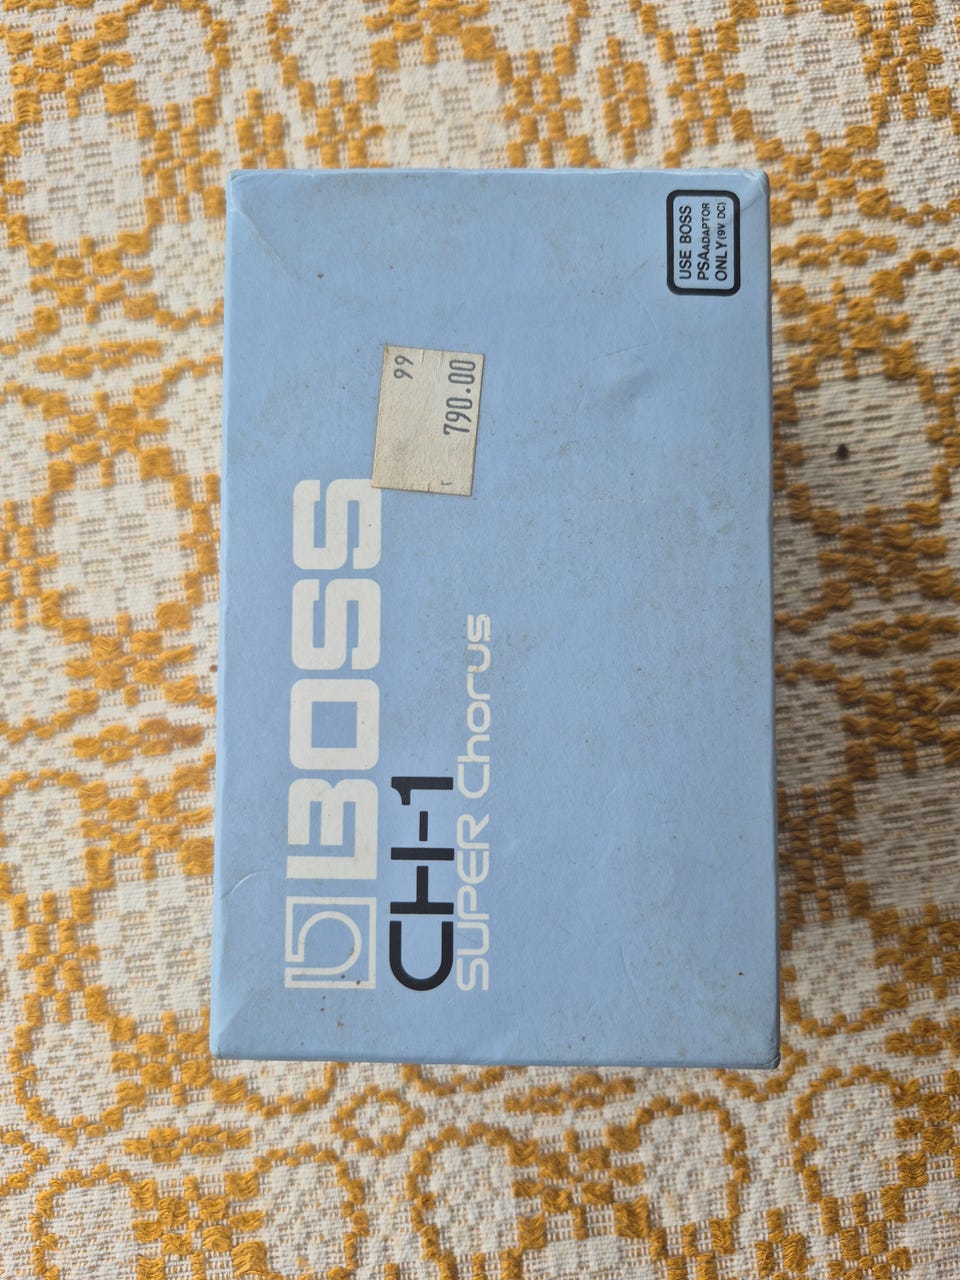 BOSS
CH-1
SUPER Chorus
99
790.00
USE BOSS
PSA ADAPTOR
ONLY (9V DC)